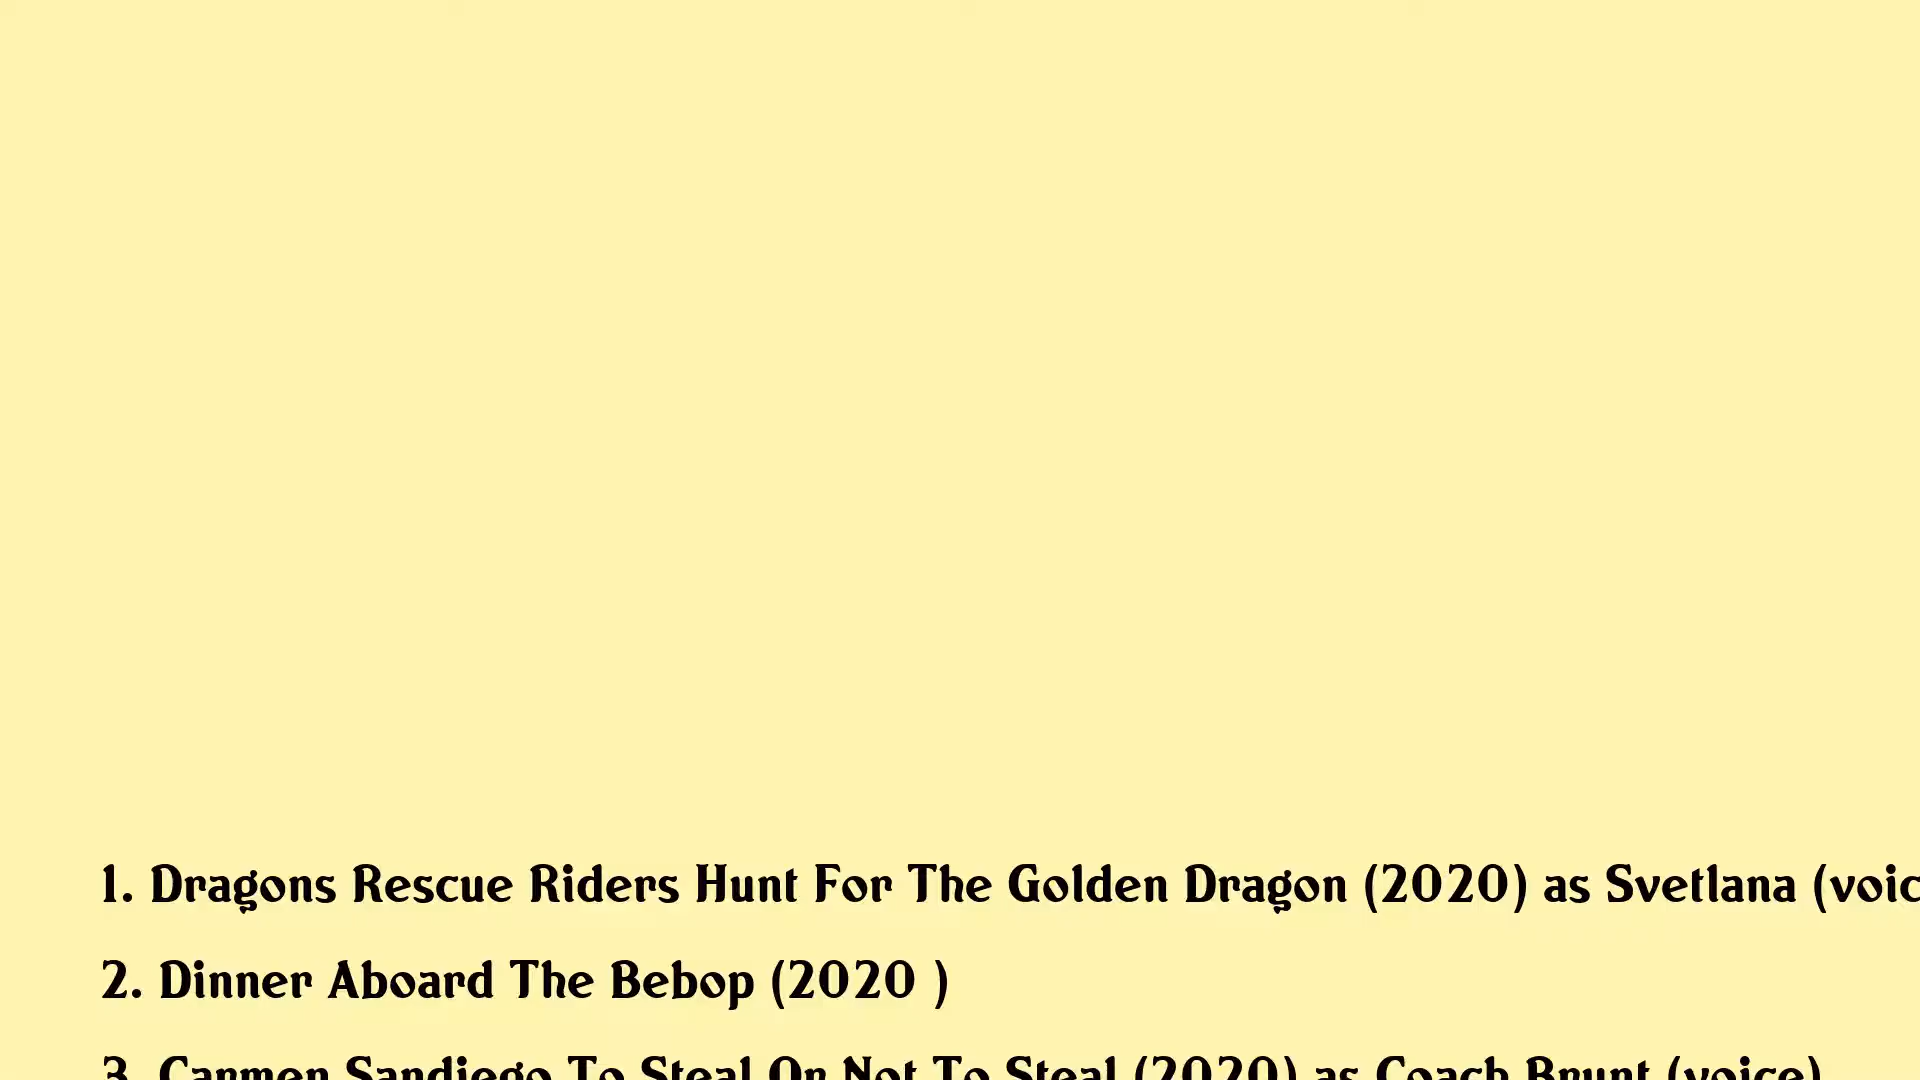 1. Dragons Rescue Riders Hunt For The Golden Dragon (2020) as Svetlana (voic
2. Dinner Aboard The Bebop (2020 )
3. Carmen Sandiego To Steal Or Not To Steal (2020) as Coach Brunt (voice)